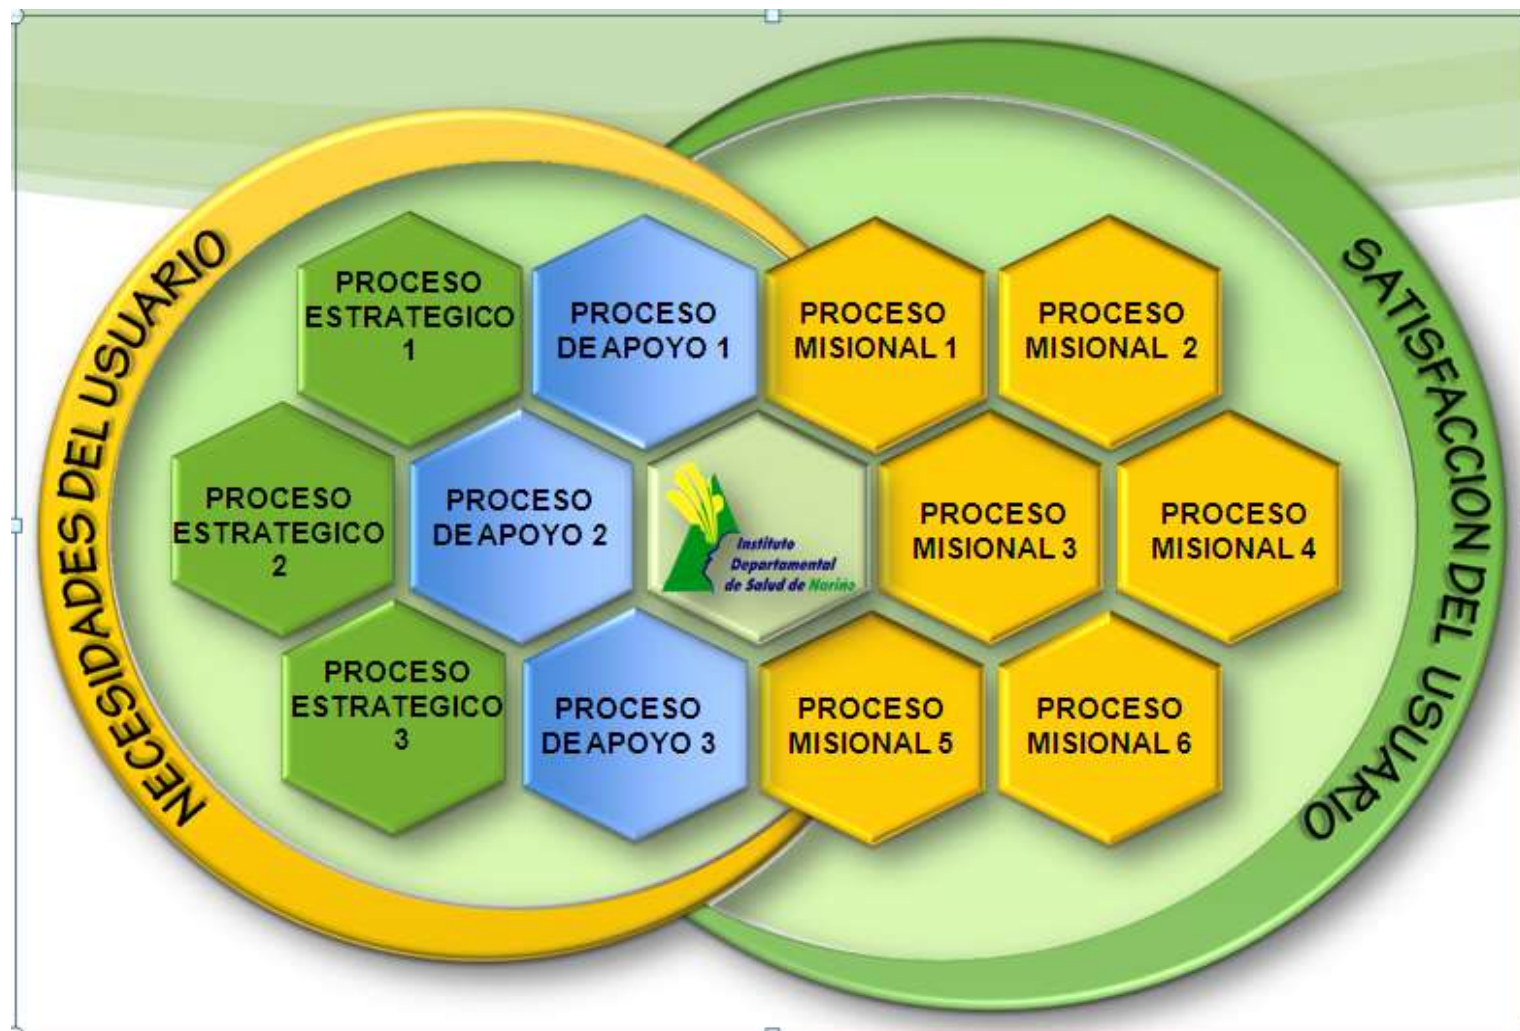 NECESIDADES DEL USUARIO
PROCESO
ESTRATEGICO
1
PROCESO
DE APOYO 1
PROCESO
MISIONAL 1
PROCESO
MISIONAL 2
SATISFACCION DEL USUARIO
PROCESO
ESTRATEGICO
2
PROCESO
DE APOYO 2
Instituto
Departamental
de Salud de Nariño
PROCESO
MISIONAL 3
PROCESO
MISIONAL 4
PROCESO
ESTRATEGICO
3
PROCESO
DE APOYO 3
PROCESO
MISIONAL 5
PROCESO
MISIONAL 6